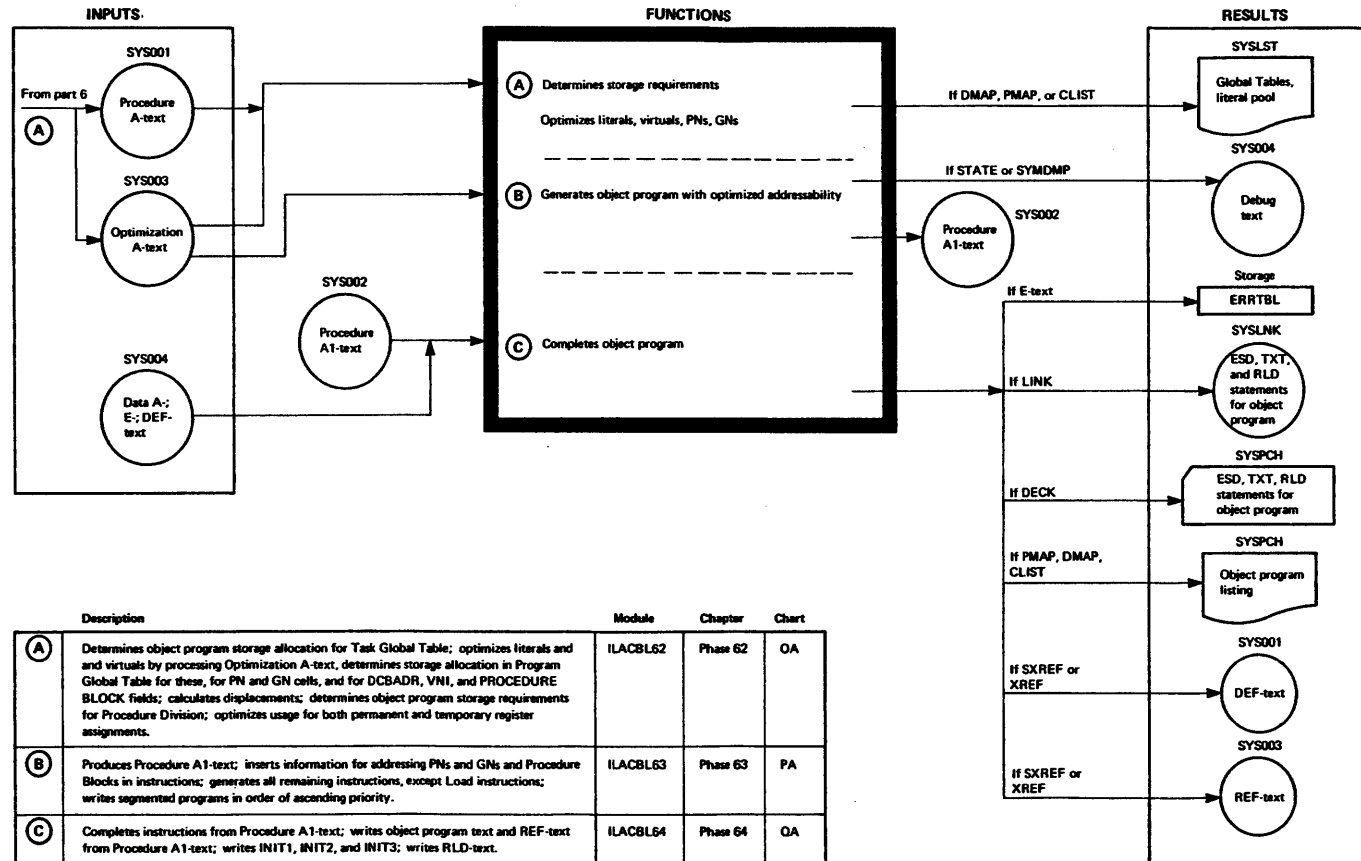 INPUTS
FUNCTIONS
RESULTS
From part 6
A
SYS001
Procedure
A-text
SYS003
Optimization
A-text
SYS004
Data A-;
E-; DEF-
text
SYS002
Procedure
A1-text
A Determines storage requirements
Optimizes literals, virtuals, PNs, GNs
B Generates object program with optimized addressability
C Completes object program
If DMAP, PMAP, or CLIST
SYSLST
Global Tables,
literal pool
If STATE or SYMDMP
SYS004
Debug
text
SYS002
Procedure
A1-text
If E-text
Storage
ERRTBL
If LINK
SYSLNK
ESD, TXT,
and RLD
statements
for object
program
If DECK
SYSPCH
ESD, TXT, RLD
statements for
object program
If PMAP, DMAP,
CLIST
SYSPCH
Object program
listing
If SXREF or
XREF
SYS001
DEF-text
If SXREF or
XREF
SYS003
REF-text
Description Module Chapter Chart
A Determines object program storage allocation for Task Global Table; optimizes literals and ILACBL62 Phase 62 OA
and virtuals by processing Optimization A-text, determines storage allocation in Program
Global Table for these, for PN and GN cells, and for DCBADR, VNI, and PROCEDURE
BLOCK fields; calculates displacements; determines object program storage requirements
for Procedure Division; optimizes usage for both permanent and temporary register
assignments.
B Produces Procedure A1-text; inserts information for addressing PNs and GNs and Procedure ILACBL63 Phase 63 PA
Blocks in instructions; generates all remaining instructions, except Load instructions;
writes segmented programs in order of ascending priority.
C Completes instructions from Procedure A1-text; writes object program text and REF-text ILACBL64 Phase 64 QA
from Procedure A1-text; writes INIT1, INIT2, and INIT3; writes RLD-text.